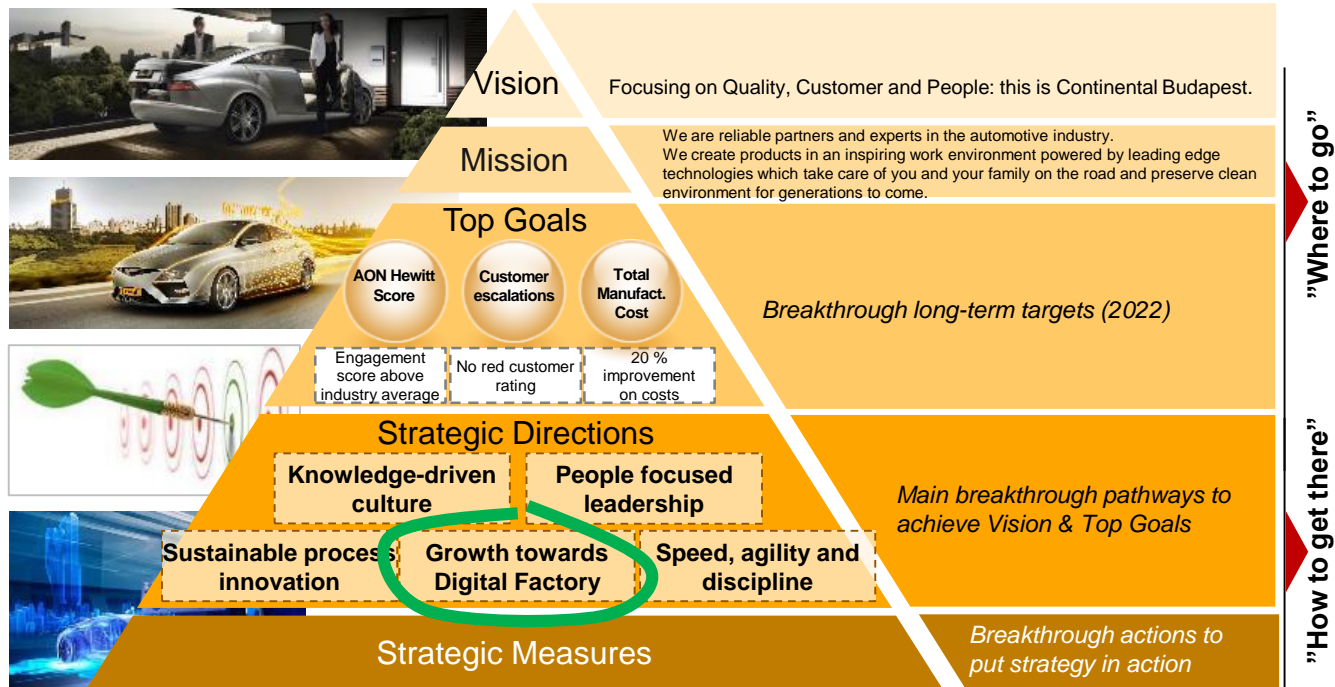 Vision
Focusing on Quality, Customer and People: this is Continental Budapest.
Mission
We are reliable partners and experts in the automotive industry.
We create products in an inspiring work environment powered by leading edge
technologies which take care of you and your family on the road and preserve clean
environment for generations to come.
"Where to go"
Top Goals
AON Hewitt
Score
Customer
escalations
Total
Manufact.
Cost
Engagement
score above
industry average
No red customer
rating
20 %
improvement
on costs
Breakthrough long-term targets (2022)
Strategic Directions
Knowledge-driven
culture
People focused
leadership
Sustainable process
innovation
Growth towards
Digital Factory
Speed, agility and
discipline
Main breakthrough pathways to
achieve Vision & Top Goals
"How to get there"
Strategic Measures
Breakthrough actions to
put strategy in action